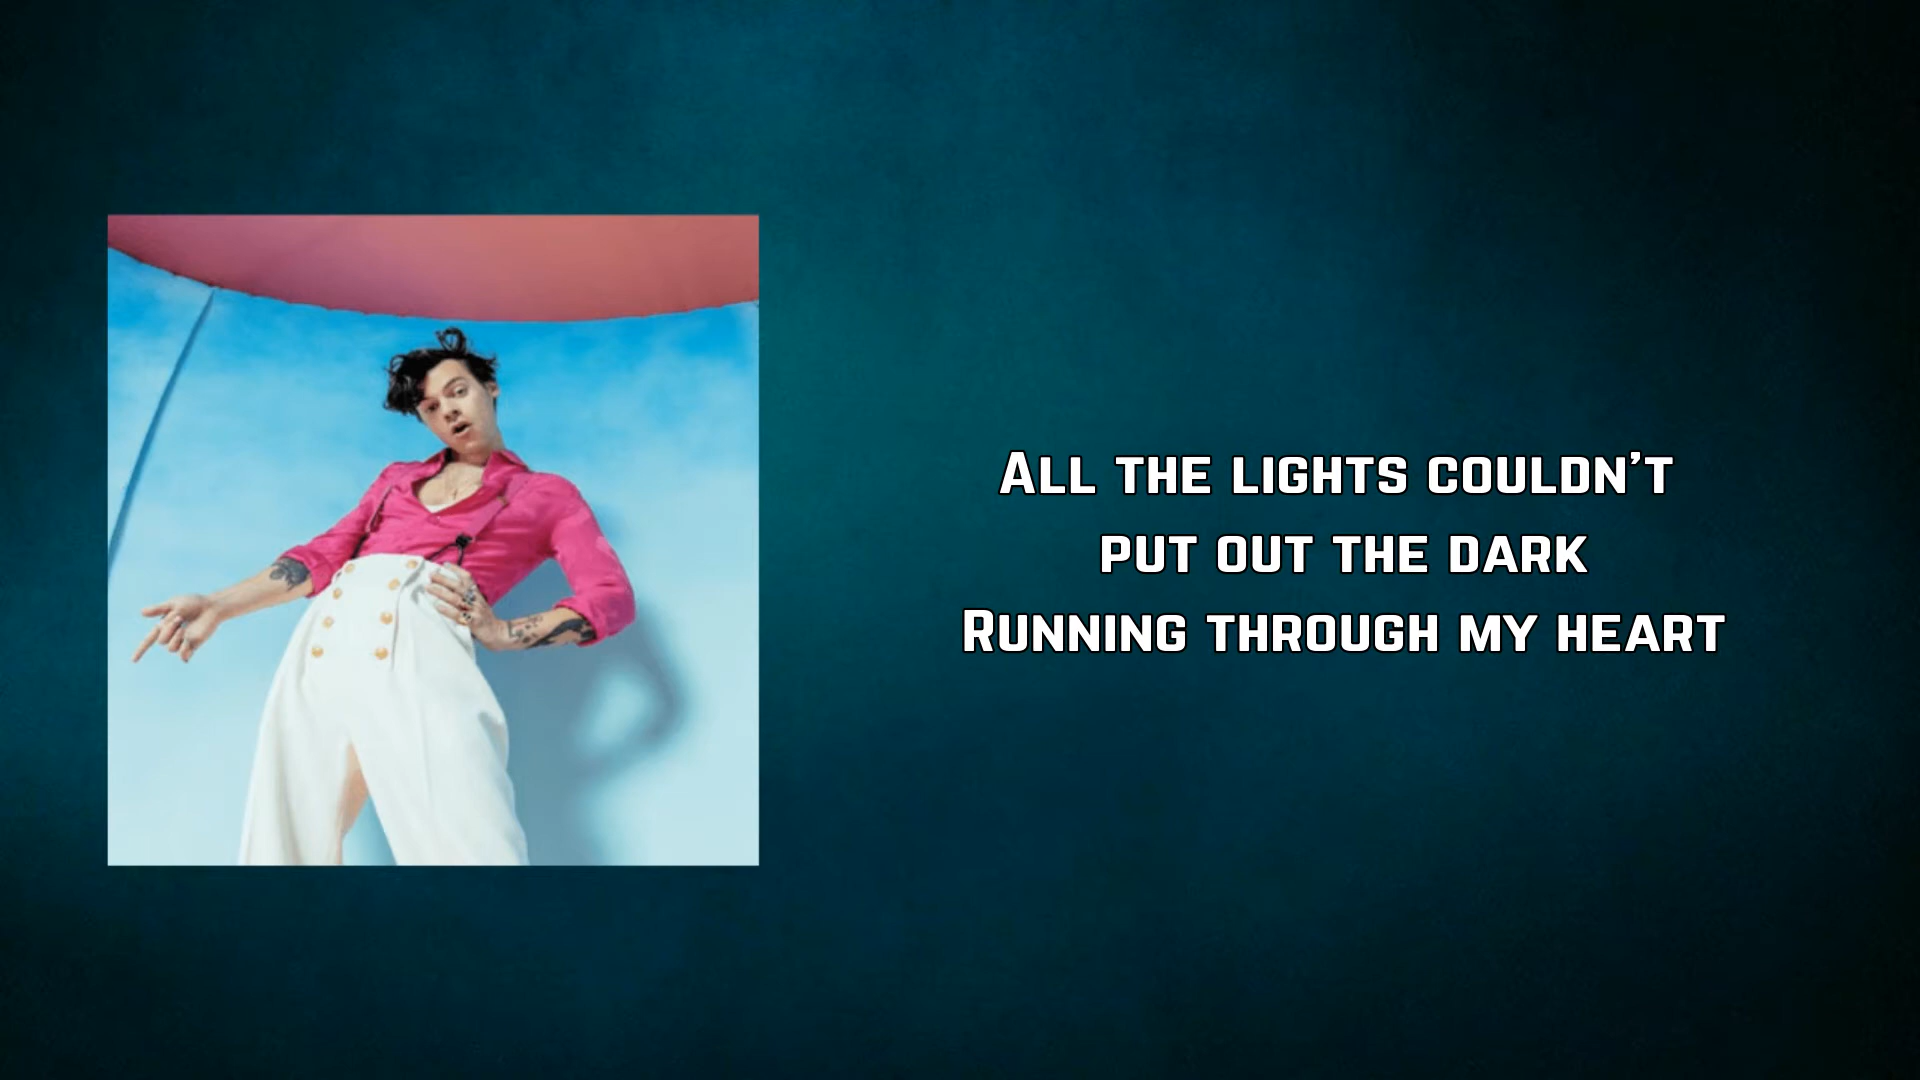 All the lights couldn’t
put out the dark
Running through my heart